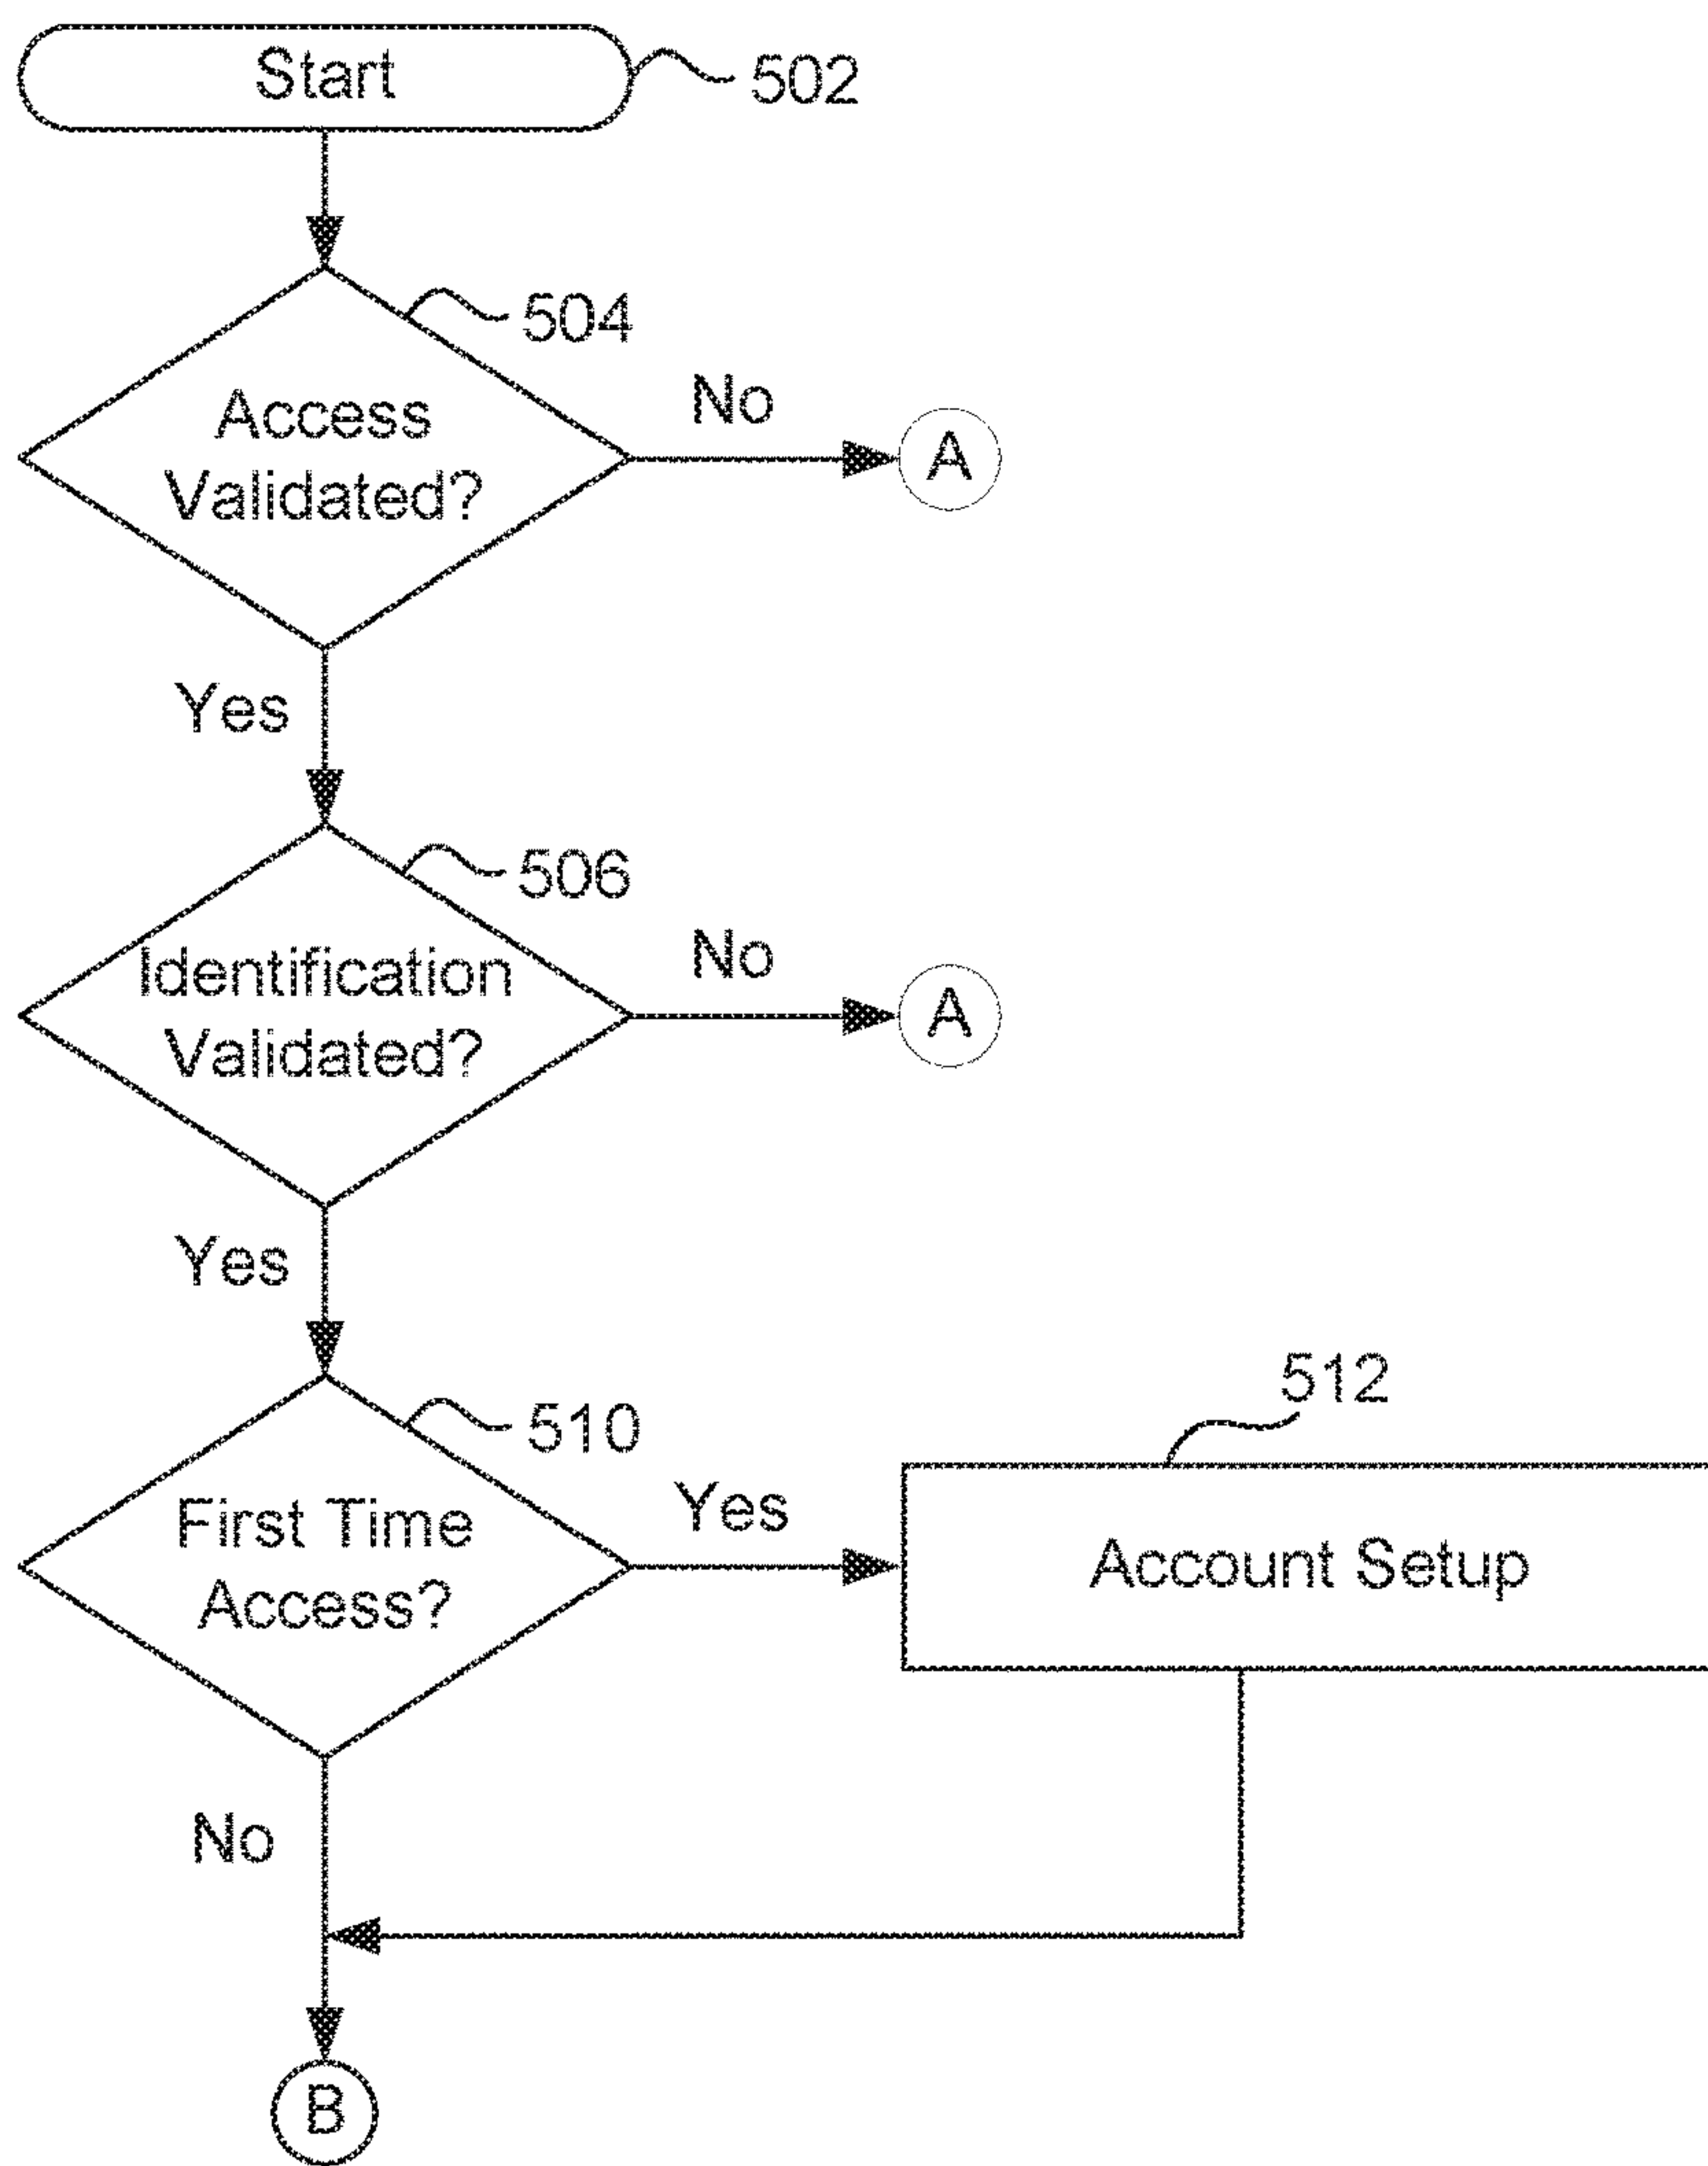 Start
502
504
Access
Validated?
No
A
Yes
506
Identification
Validated?
No
A
Yes
510
First Time
Access?
Yes
512
Account Setup
No
B